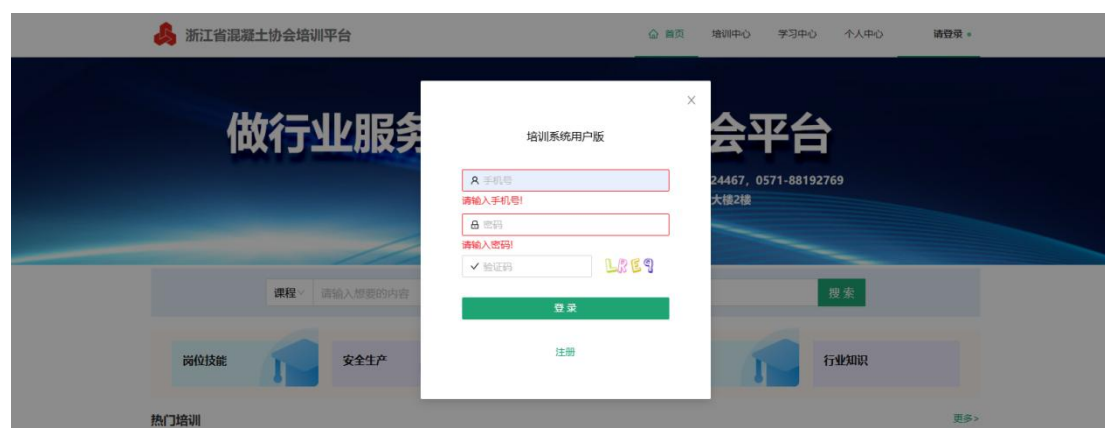 浙江省混凝土协会培训平台
首页 培训中心 学习中心 个人中心 请登录
做行业服务 会平台
24467，0571-88192769
大楼2楼
×
培训系统用户版
手机号
请输入手机号!
密码
请输入密码!
验证码 LREq
登录
注册
课程 请输入想要的内容 搜索
岗位技能 安全生产 行业知识
热门培训 更多>